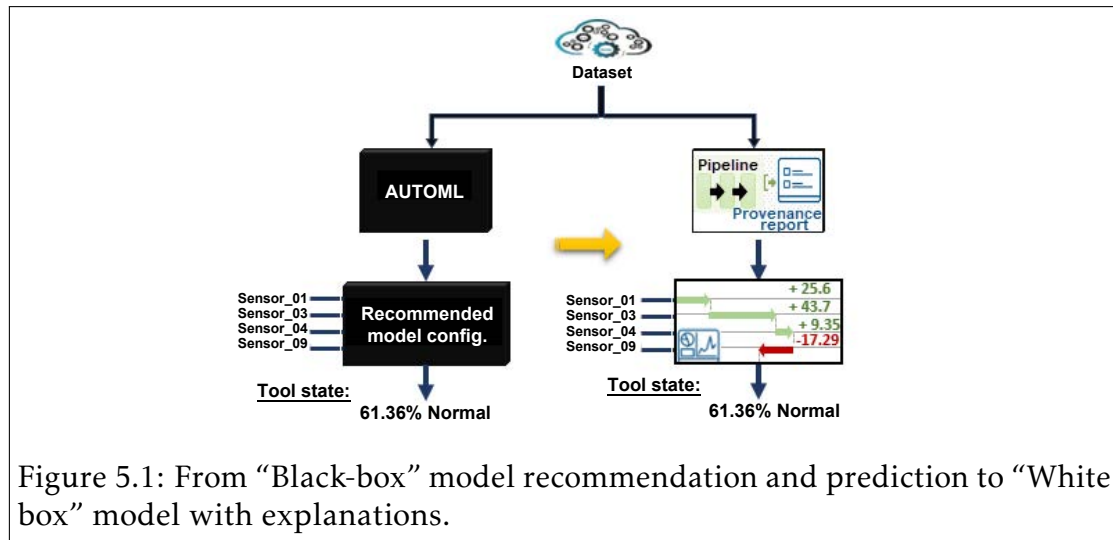 Dataset
AUTOML
Pipeline
Provenance
report
Sensor_01
Sensor_03
Sensor_04
Sensor_09
Recommended
model config.
Tool state:
61.36% Normal
Sensor_01
Sensor_03
Sensor_04
Sensor_09
+ 25.6
+ 43.7
+ 9.35
-17.29
Tool state:
61.36% Normal
Figure 5.1: From “Black-box” model recommendation and prediction to “White
box” model with explanations.